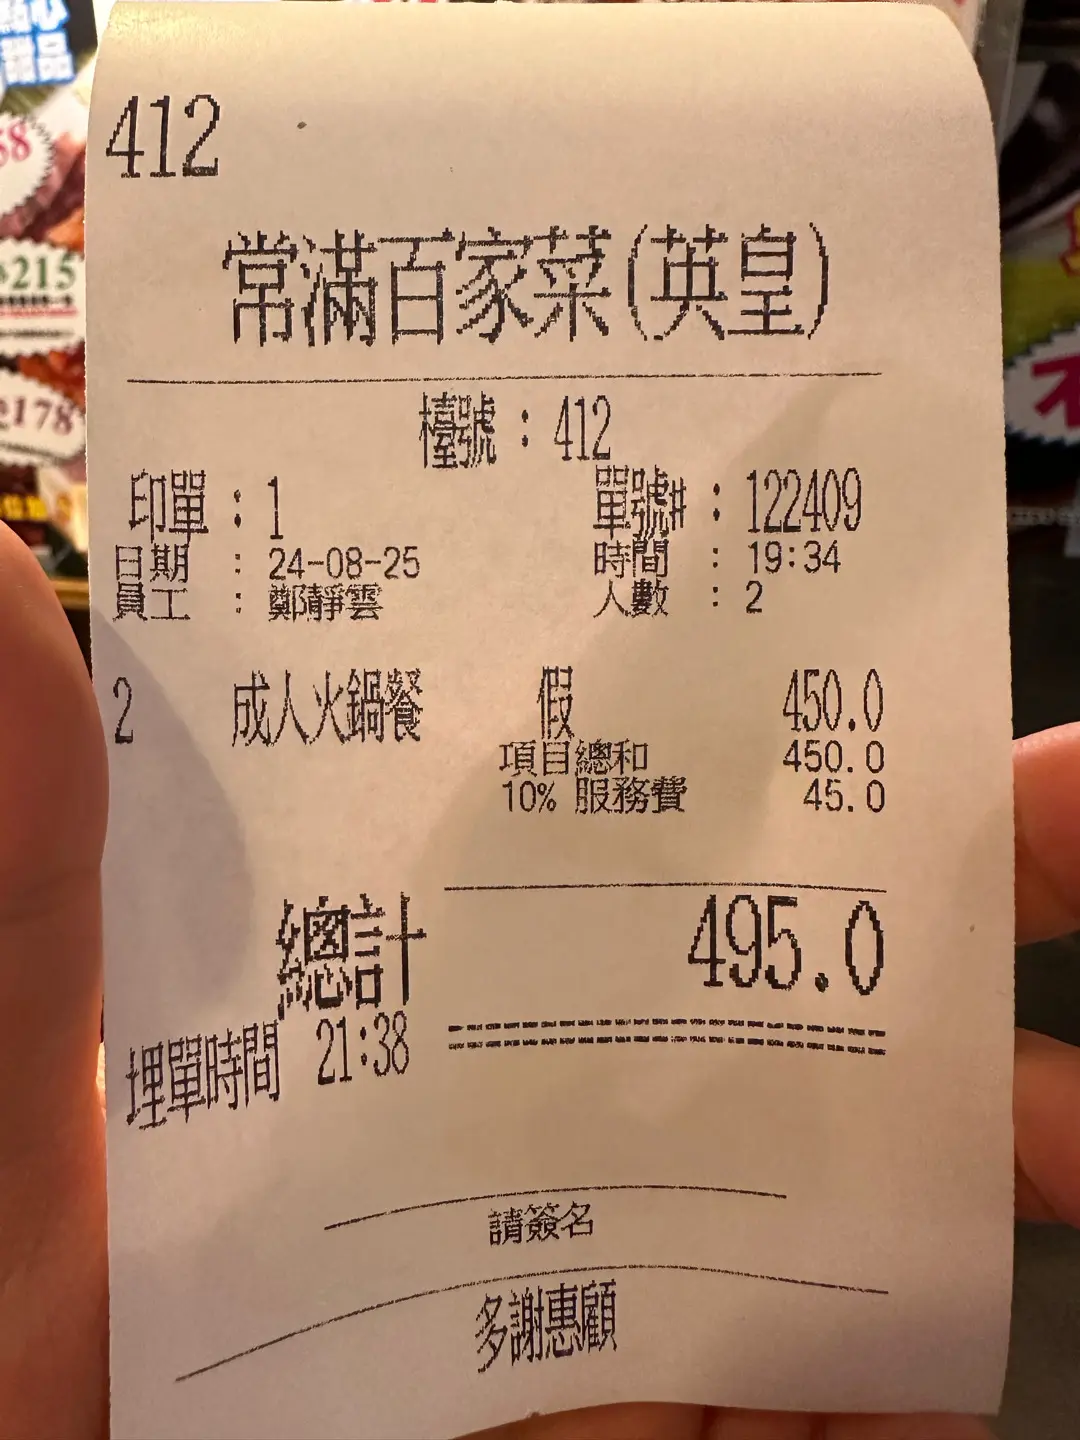 412
常滿百家菜(英皇)
檯號 : 412
印單 : 1 單號# : 122409
日期 : 24-08-25 時間 : 19:34
員工 : 鄭靜雲 人數 : 2
2 成人火鍋餐 假 450.0
項目總和 450.0
10% 服務費 45.0
總計 495.0
埋單時間 21:38
請簽名
多謝惠顧
215
178